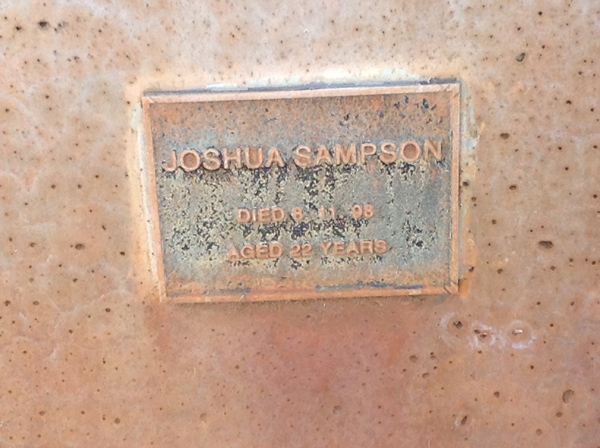 JOSHUA SAMPSON
DIED 8. 11. 98
AGED 22 YEARS